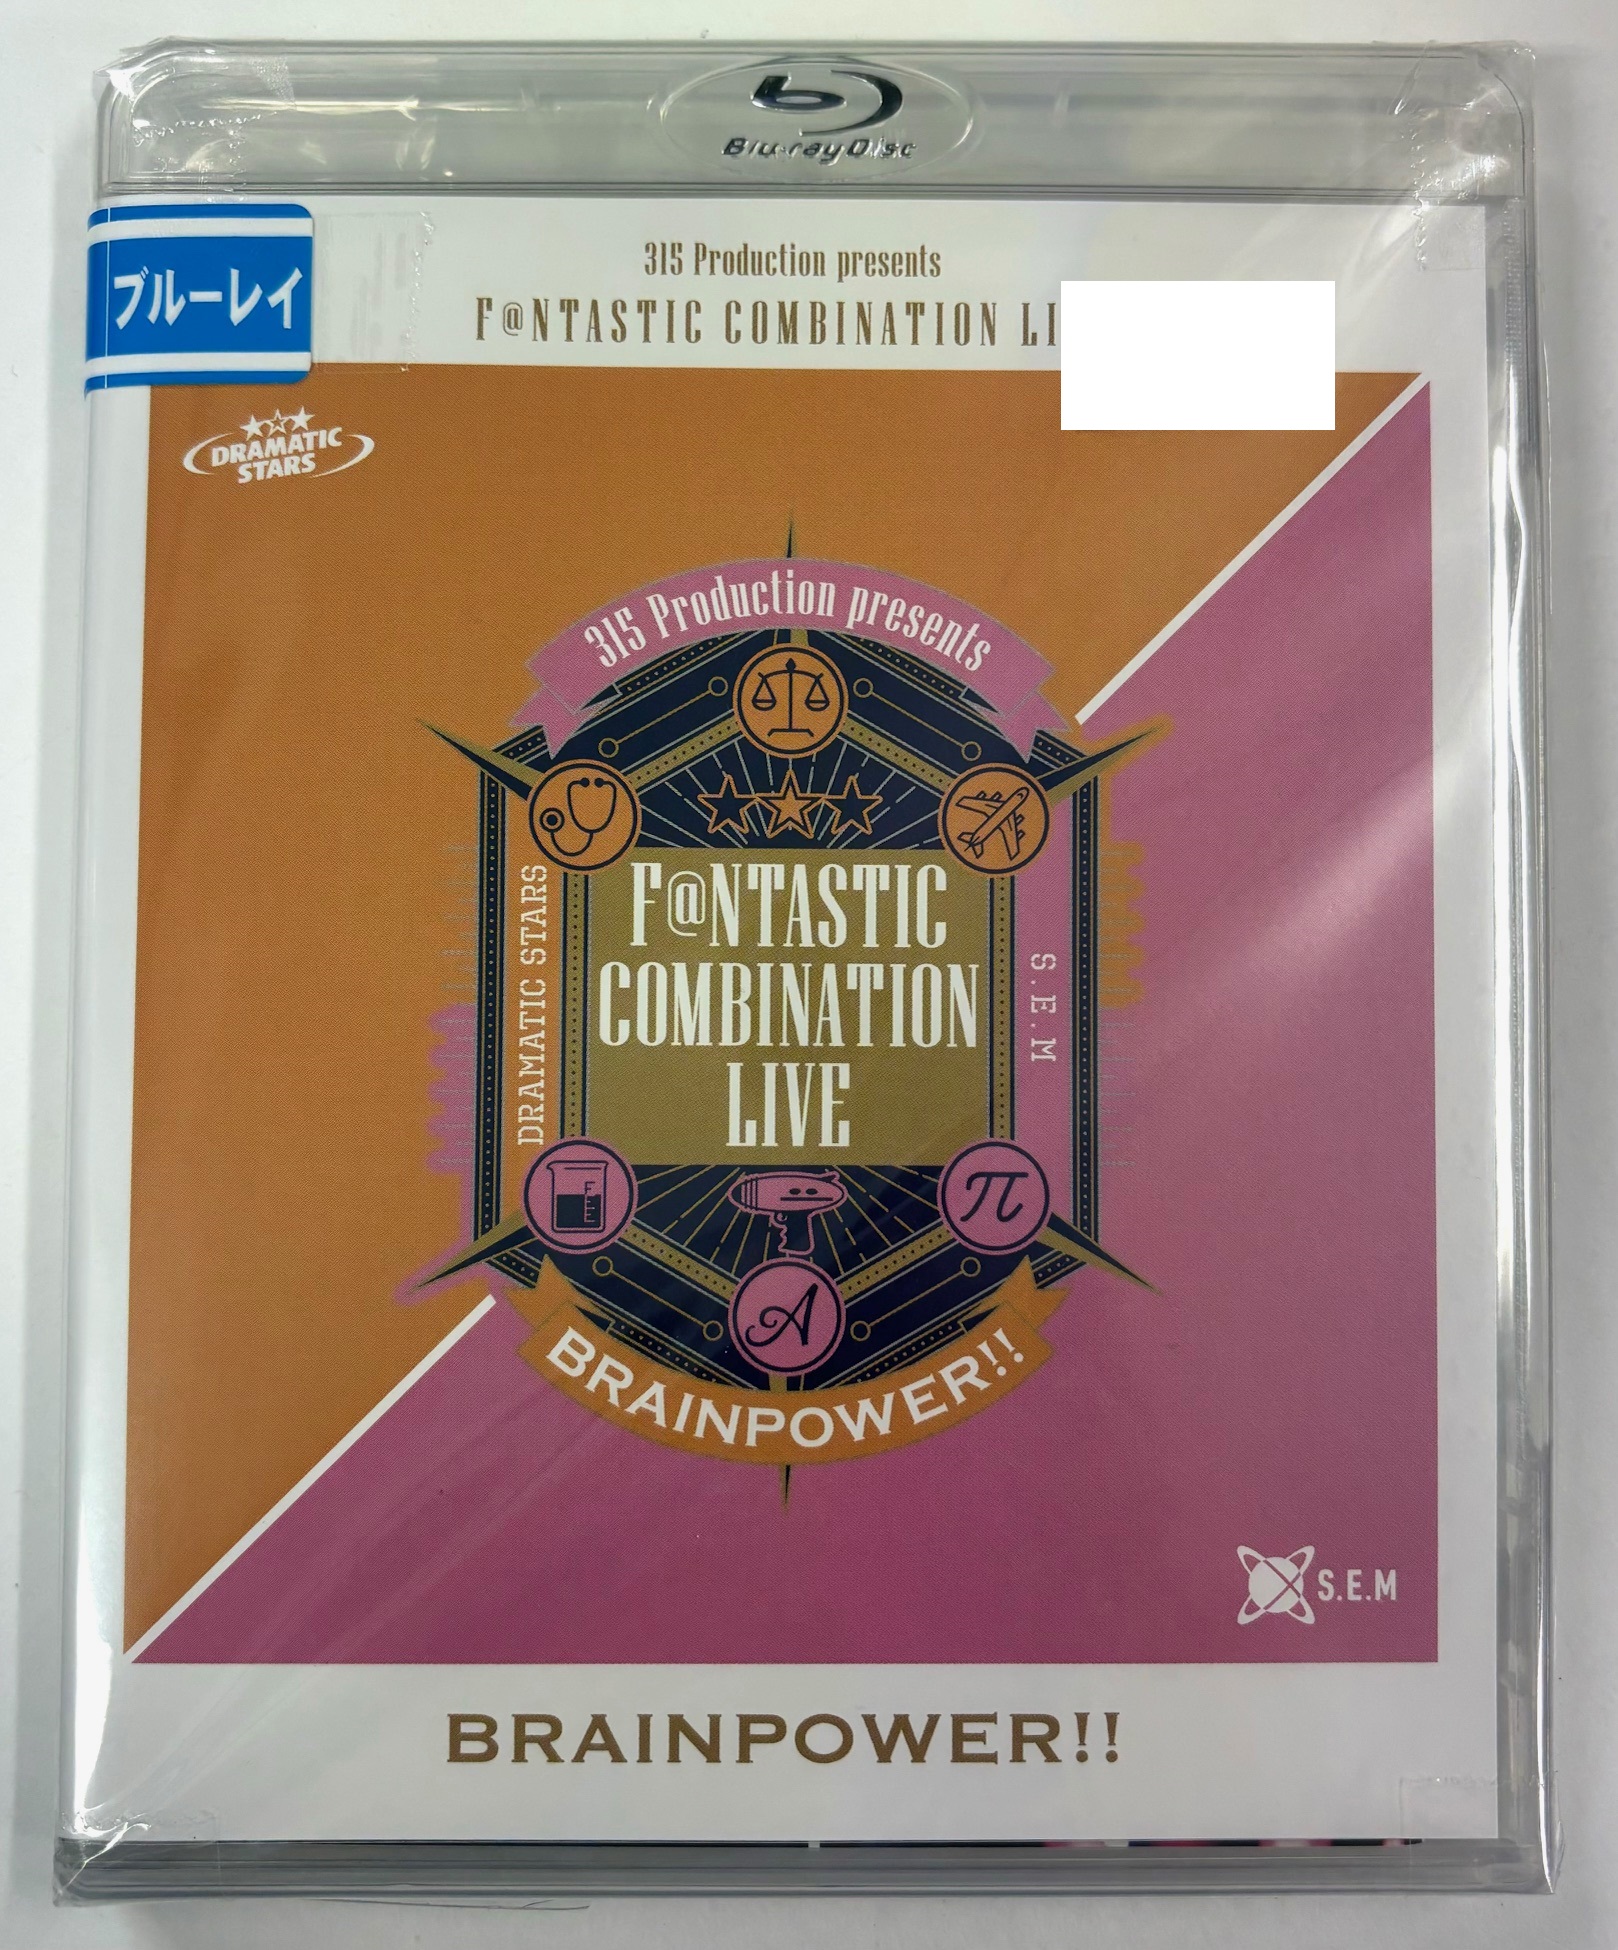 Blu-ray Disc
ブルーレイ
315 Production presents
F@NTASTIC COMBINATION
DRAMATIC
STARS
315 Production presents
DRAMATIC STARS
F@NTASTIC
COMBINATION
LIVE
S.E.M
π
A
BRAINPOWER!!
S.E.M
BRAINPOWER!!